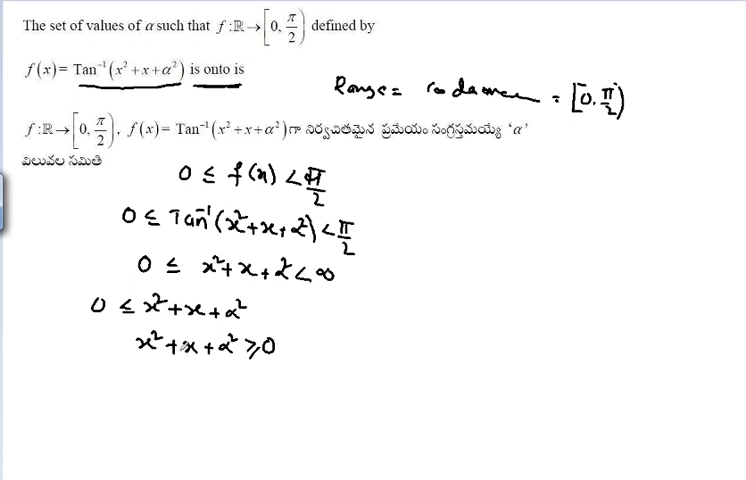 The set of values of α such that f : ℝ → [0, π/2) defined by
f(x) = Tan⁻¹(x² + x + α²) is onto is
Range = codomain = [0, π/2)
f : ℝ → [0, π/2), f(x) = Tan⁻¹(x² + x + α²) గా నిర్వచితమైన ప్రమేయం సంగ్రస్తమయ్యే 'α'
విలువల సమితి
0 ≤ f(x) < π/2
0 ≤ Tan⁻¹(x² + x + α²) < π/2
0 ≤ x² + x + α² < ∞
0 ≤ x² + x + α²
x² + x + α² ⩾ 0